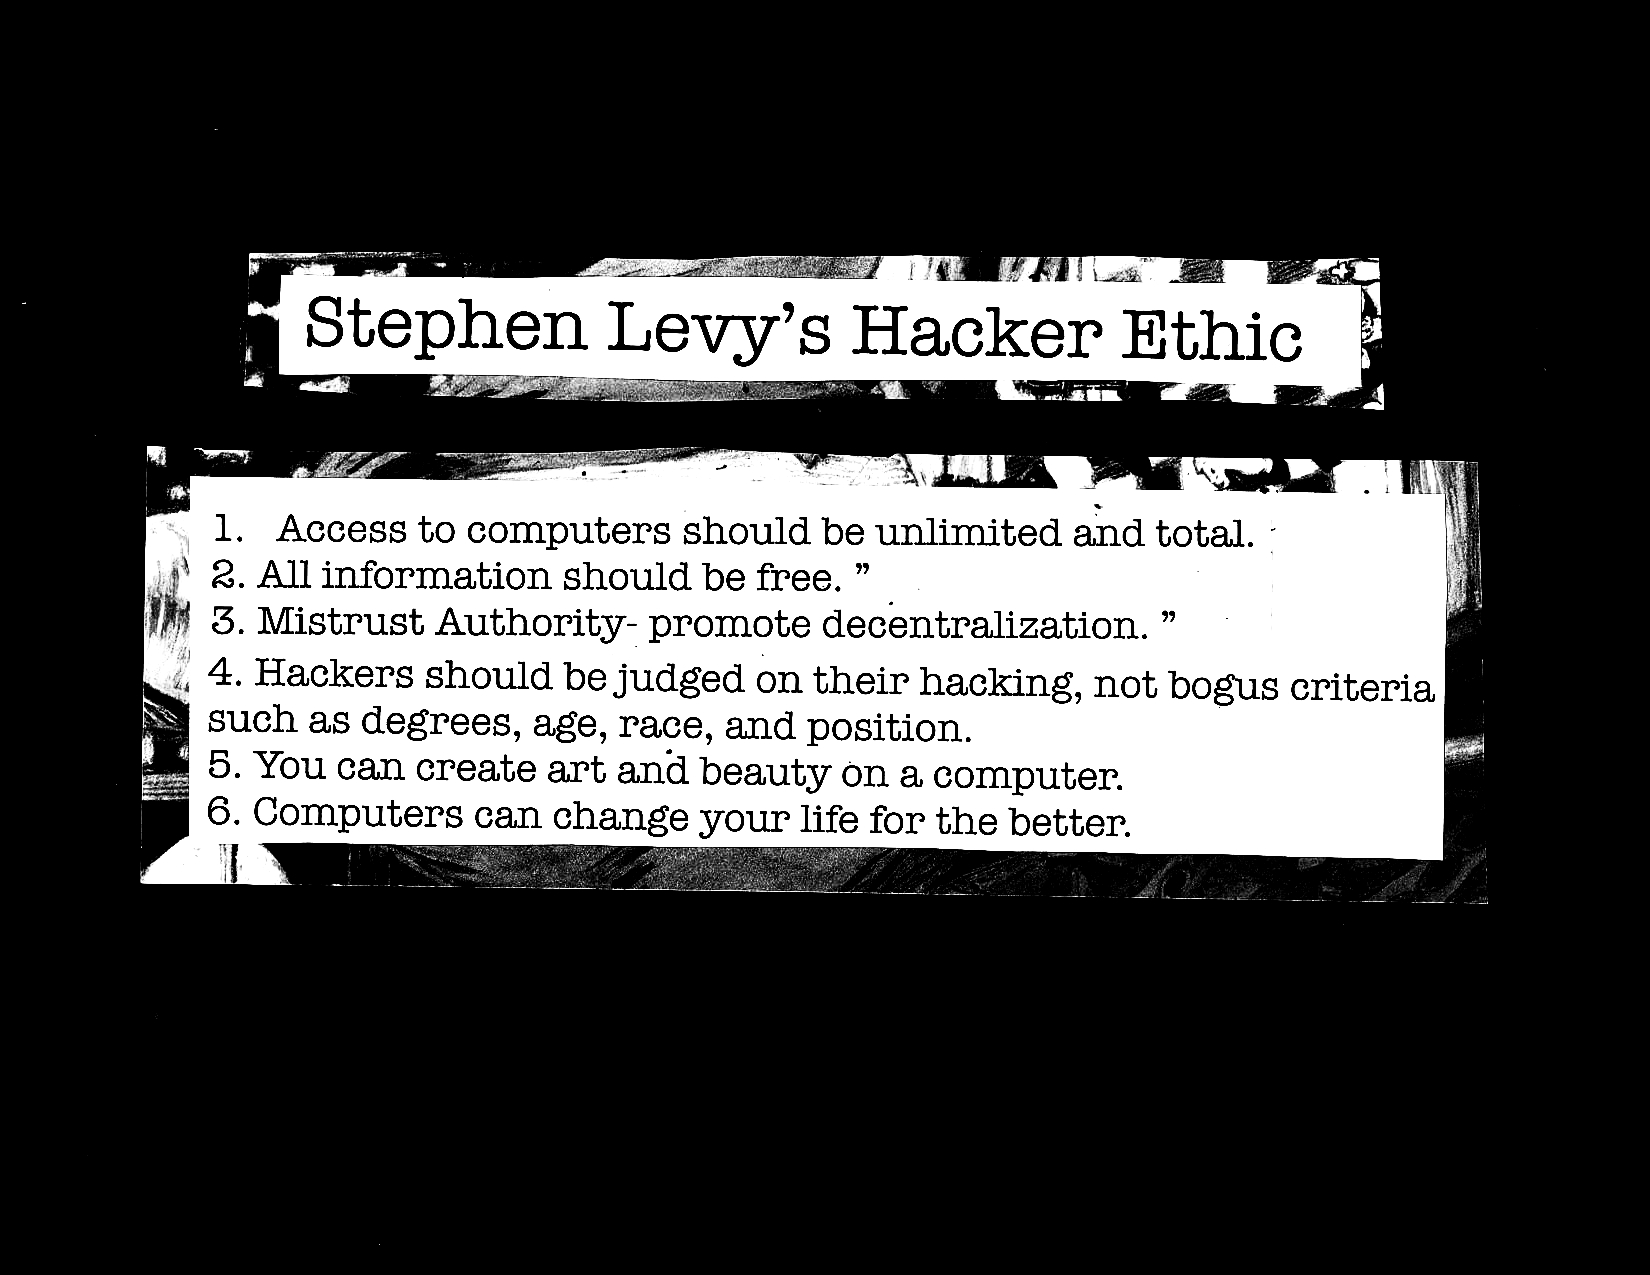 Stephen Levy's Hacker Ethic
1. Access to computers should be unlimited and total.
2. All information should be free. ”
3. Mistrust Authority- promote decentralization. ”
4. Hackers should be judged on their hacking, not bogus criteria
such as degrees, age, race, and position.
5. You can create art and beauty on a computer.
6. Computers can change your life for the better.